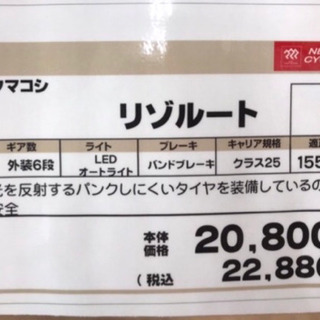 マコシ
リゾルート
NE
CY
ギア数 ライト ブレーキ キャリア規格
外装6段 LED オートライト バンドブレーキ クラス25 155
光を反射するパンクしにくいタイヤを装備しているの
安全
本体価格 20,800
(税込 22,880